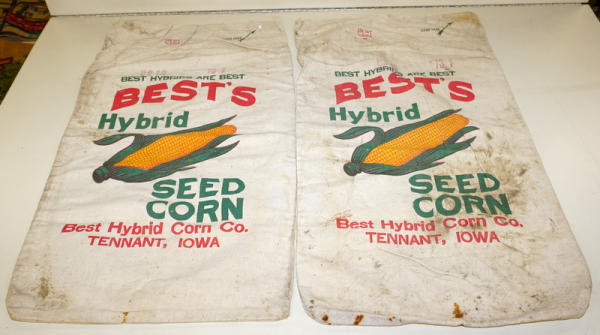 BEST HYBRIDS ARE BEST
BEST'S
Hybrid
SEED
CORN
Best Hybrid Corn Co.
TENNANT, IOWA
BEST HYBRIDS ARE BEST
BEST'S
Hybrid
SEED
CORN
Best Hybrid Corn Co.
TENNANT, IOWA